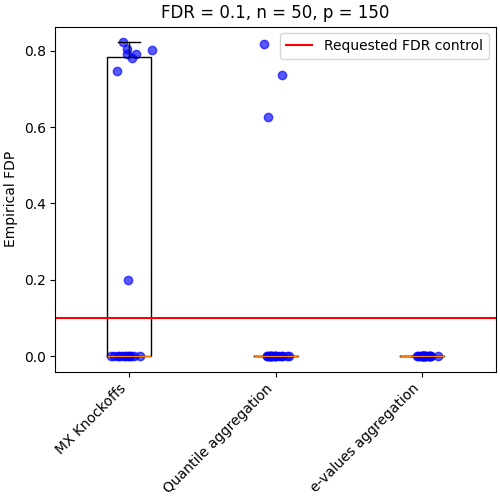 FDR = 0.1, n = 50, p = 150
Requested FDR control
Empirical FDP
0.8
0.6
0.4
0.2
0.0
MX Knockoffs
Quantile aggregation
e-values aggregation